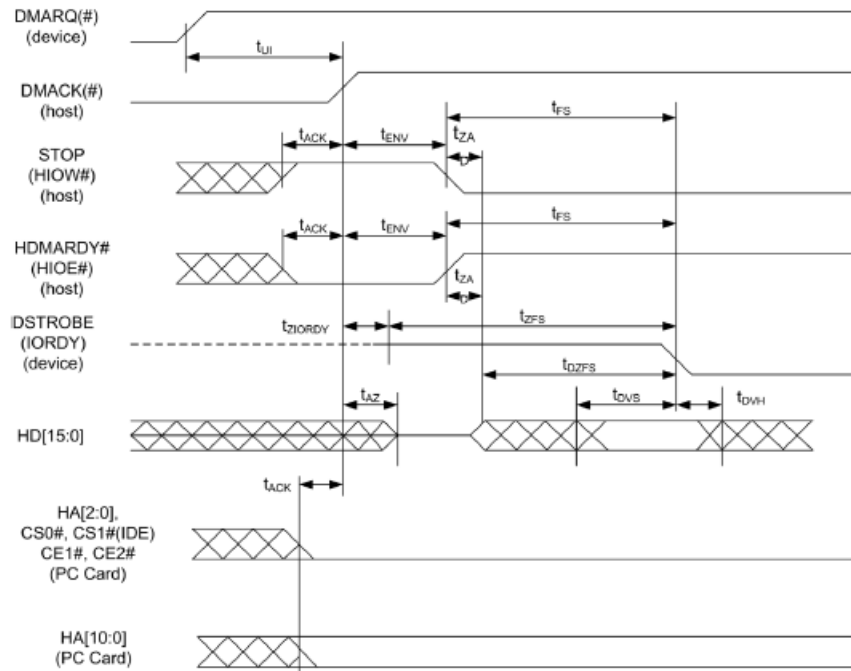 DMARQ(#)
(device)
tUI
DMACK(#)
(host)
tFS
tACK
tENV
tZA
D
STOP
(HIOW#)
(host)
tFS
tACK
tENV
HDMARDY#
(HIOE#)
(host)
tZA
D
DSTROBE
(IORDY)
(device)
tZIORDY
tZFS
tDZFS
tAZ
tDVS
tDVH
HD[15:0]
tACK
HA[2:0],
CS0#, CS1#(IDE)
CE1#, CE2#
(PC Card)
HA[10:0]
(PC Card)